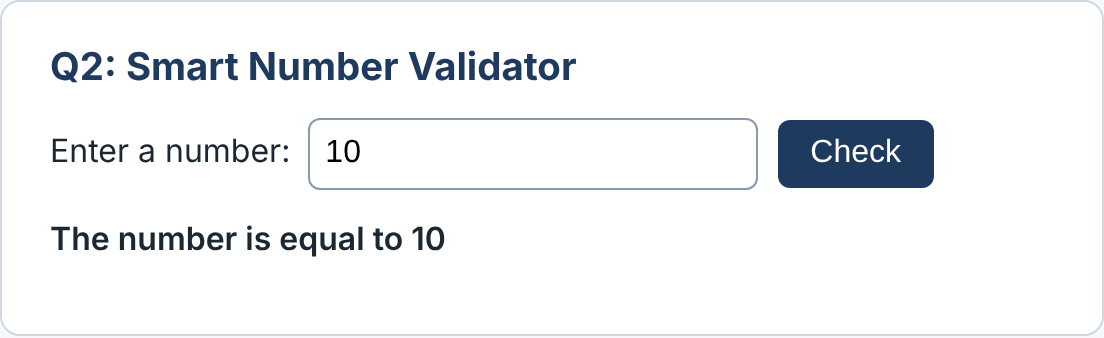 Q2: Smart Number Validator
Enter a number: 10 Check
The number is equal to 10